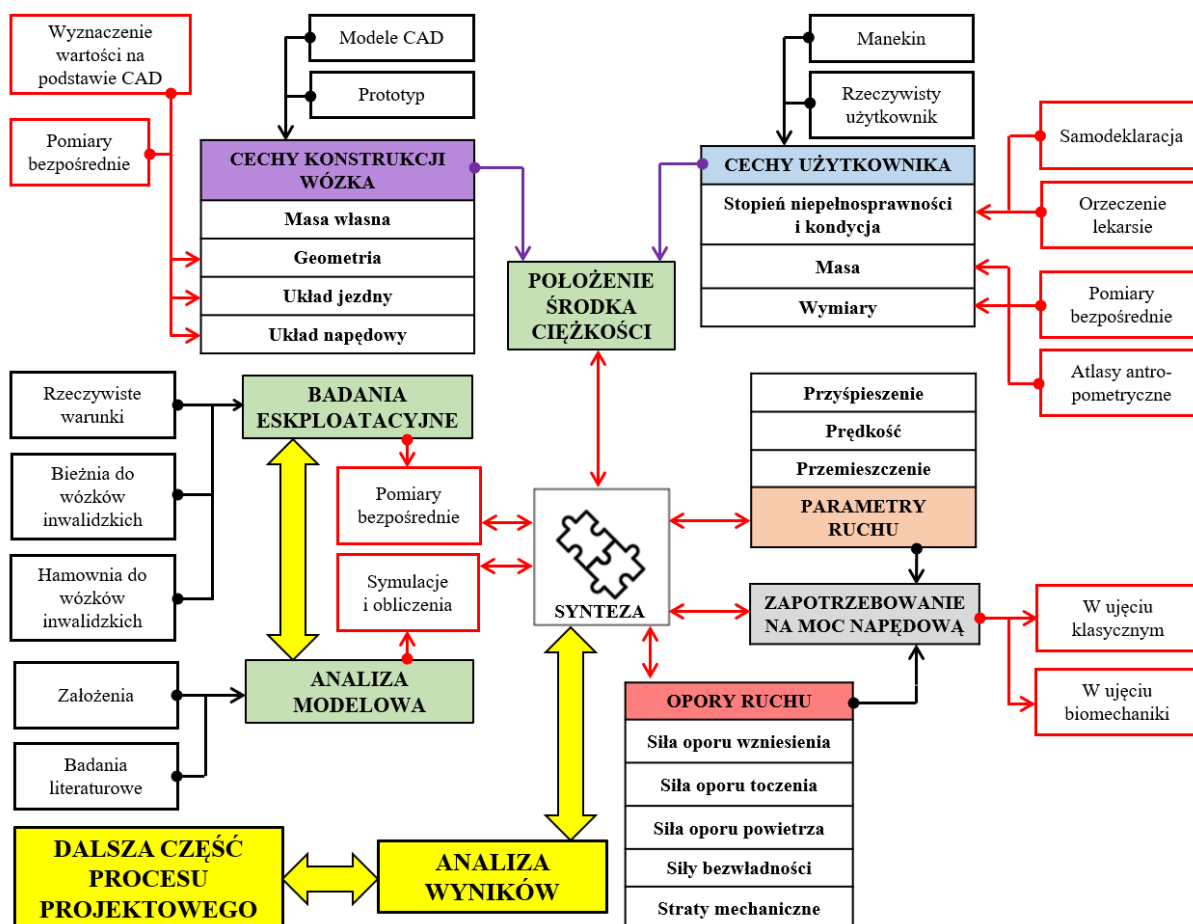 Wyznaczenie
wartości na
podstawie CAD
Pomiary
bezpośrednie
Modele CAD
Prototyp
CECHY KONSTRUKCJI
WÓZKA
Masa własna
Geometria
Układ jezdny
Układ napędowy
Manekin
Rzeczywisty
użytkownik
CECHY UŻYTKOWNIKA
Stopień niepełnosprawności
i kondycja
Masa
Wymiary
Samodeklaracja
Orzeczenie
lekarsie
Pomiary
bezpośrednie
Atlasy antro-
pometryczne
POŁOŻENIE
ŚRODKA
CIĘŻKOŚCI
Rzeczywiste
warunki
Bieżnia do
wózków
inwalidzkich
Hamownia do
wózków
inwalidzkich
BADANIA
ESKPLOATACYJNE
Pomiary
bezpośrednie
Symulacje
i obliczenia
Założenia
Badania
literaturowe
ANALIZA
MODELOWA
SYNTEZA
Przyśpieszenie
Prędkość
Przemieszczenie
PARAMETRY
RUCHU
ZAPOTRZEBOWANIE
NA MOC NAPĘDOWĄ
W ujęciu
klasycznym
W ujęciu
biomechaniki
OPORY RUCHU
Siła oporu wzniesienia
Siła oporu toczenia
Siła oporu powietrza
Siły bezwładności
Straty mechaniczne
DALSZA CZĘŚĆ
PROCESU
PROJEKTOWEGO
ANALIZA
WYNIKÓW